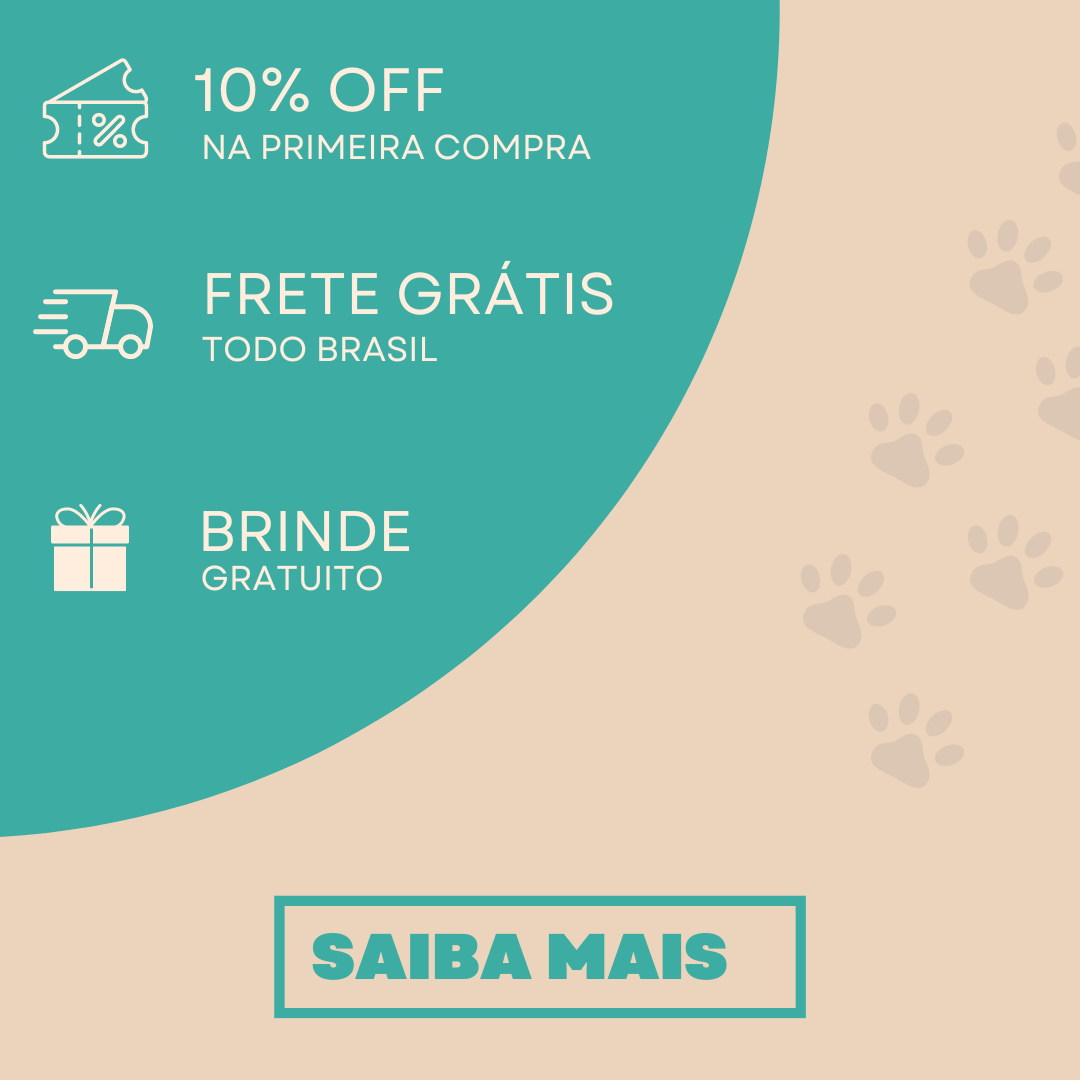 10% OFF
NA PRIMEIRA COMPRA
FRETE GRÁTIS
TODO BRASIL
BRINDE
GRATUITO
SAIBA MAIS